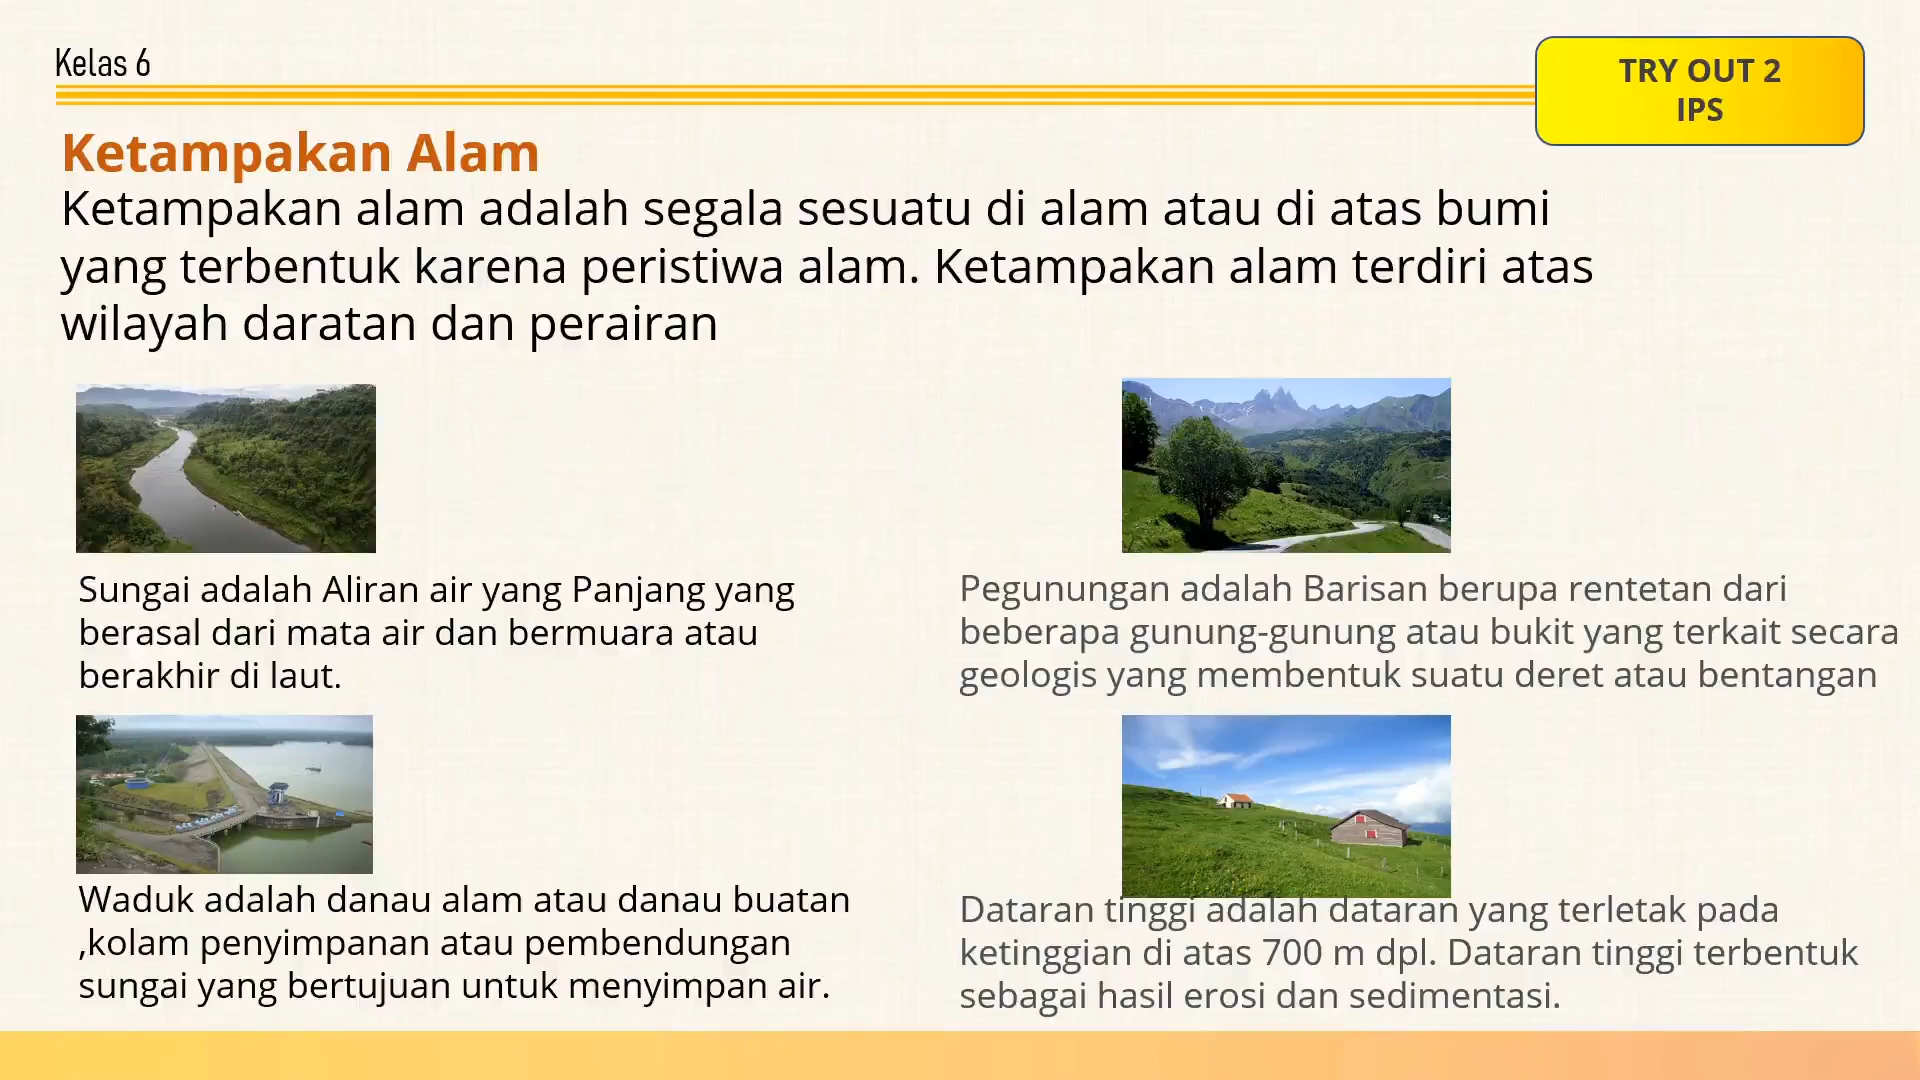 Kelas 6
TRY OUT 2
IPS
Ketampakan Alam
Ketampakan alam adalah segala sesuatu di alam atau di atas bumi
yang terbentuk karena peristiwa alam. Ketampakan alam terdiri atas
wilayah daratan dan perairan
Sungai adalah Aliran air yang Panjang yang
berasal dari mata air dan bermuara atau
berakhir di laut.
Pegunungan adalah Barisan berupa rentetan dari
beberapa gunung-gunung atau bukit yang terkait secara
geologis yang membentuk suatu deret atau bentangan
Waduk adalah danau alam atau danau buatan
,kolam penyimpanan atau pembendungan
sungai yang bertujuan untuk menyimpan air.
Dataran tinggi adalah dataran yang terletak pada
ketinggian di atas 700 m dpl. Dataran tinggi terbentuk
sebagai hasil erosi dan sedimentasi.